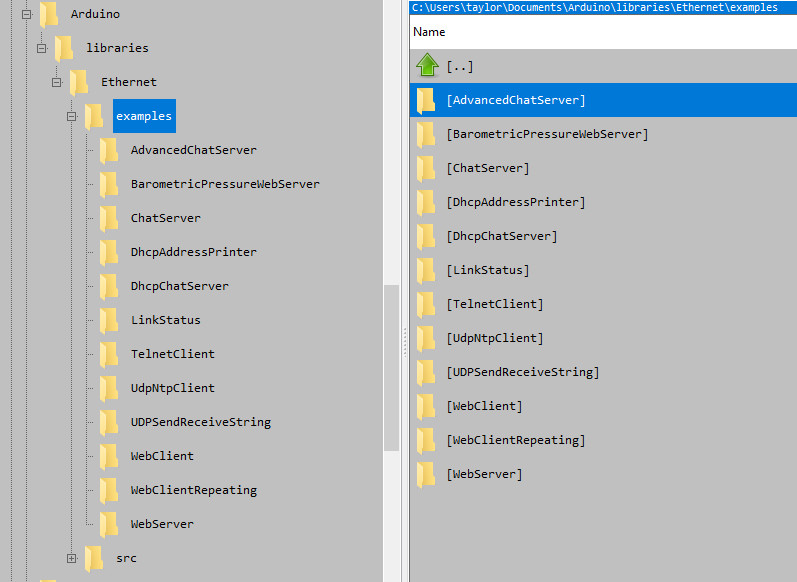 Arduino
libraries
Ethernet
examples
AdvancedChatServer
BarometricPressureWebServer
ChatServer
DhcpAddressPrinter
DhcpChatServer
LinkStatus
TelnetClient
UdpNtpClient
UDPSendReceiveString
WebClient
WebClientRepeating
WebServer
src
C:\Users\taylor\Documents\Arduino\libraries\Ethernet\examples
Name
[..]
[AdvancedChatServer]
[BarometricPressureWebServer]
[ChatServer]
[DhcpAddressPrinter]
[DhcpChatServer]
[LinkStatus]
[TelnetClient]
[UdpNtpClient]
[UDPSendReceiveString]
[WebClient]
[WebClientRepeating]
[WebServer]